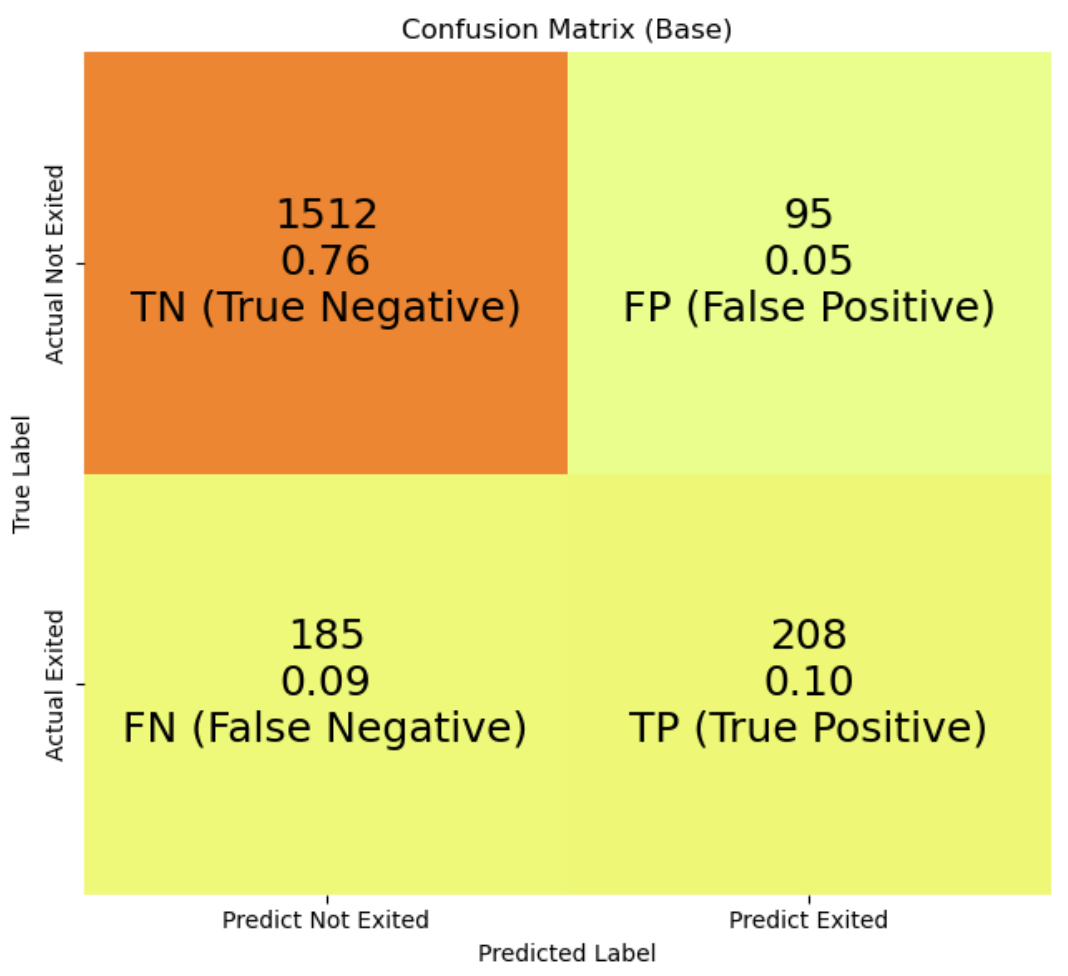 Confusion Matrix (Base)
True Label
Actual Not Exited
1512
0.76
TN (True Negative)
95
0.05
FP (False Positive)
Actual Exited
185
0.09
FN (False Negative)
208
0.10
TP (True Positive)
Predict Not Exited
Predict Exited
Predicted Label